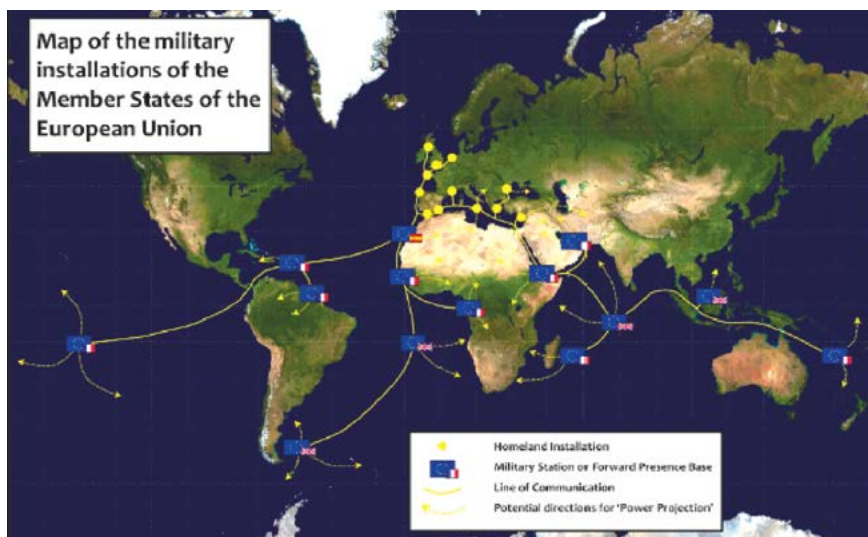 Map of the military
installations of the
Member States of the
European Union
Homeland Installation
Military Station or Forward Presence Base
Line of Communication
Potential directions for 'Power Projection'